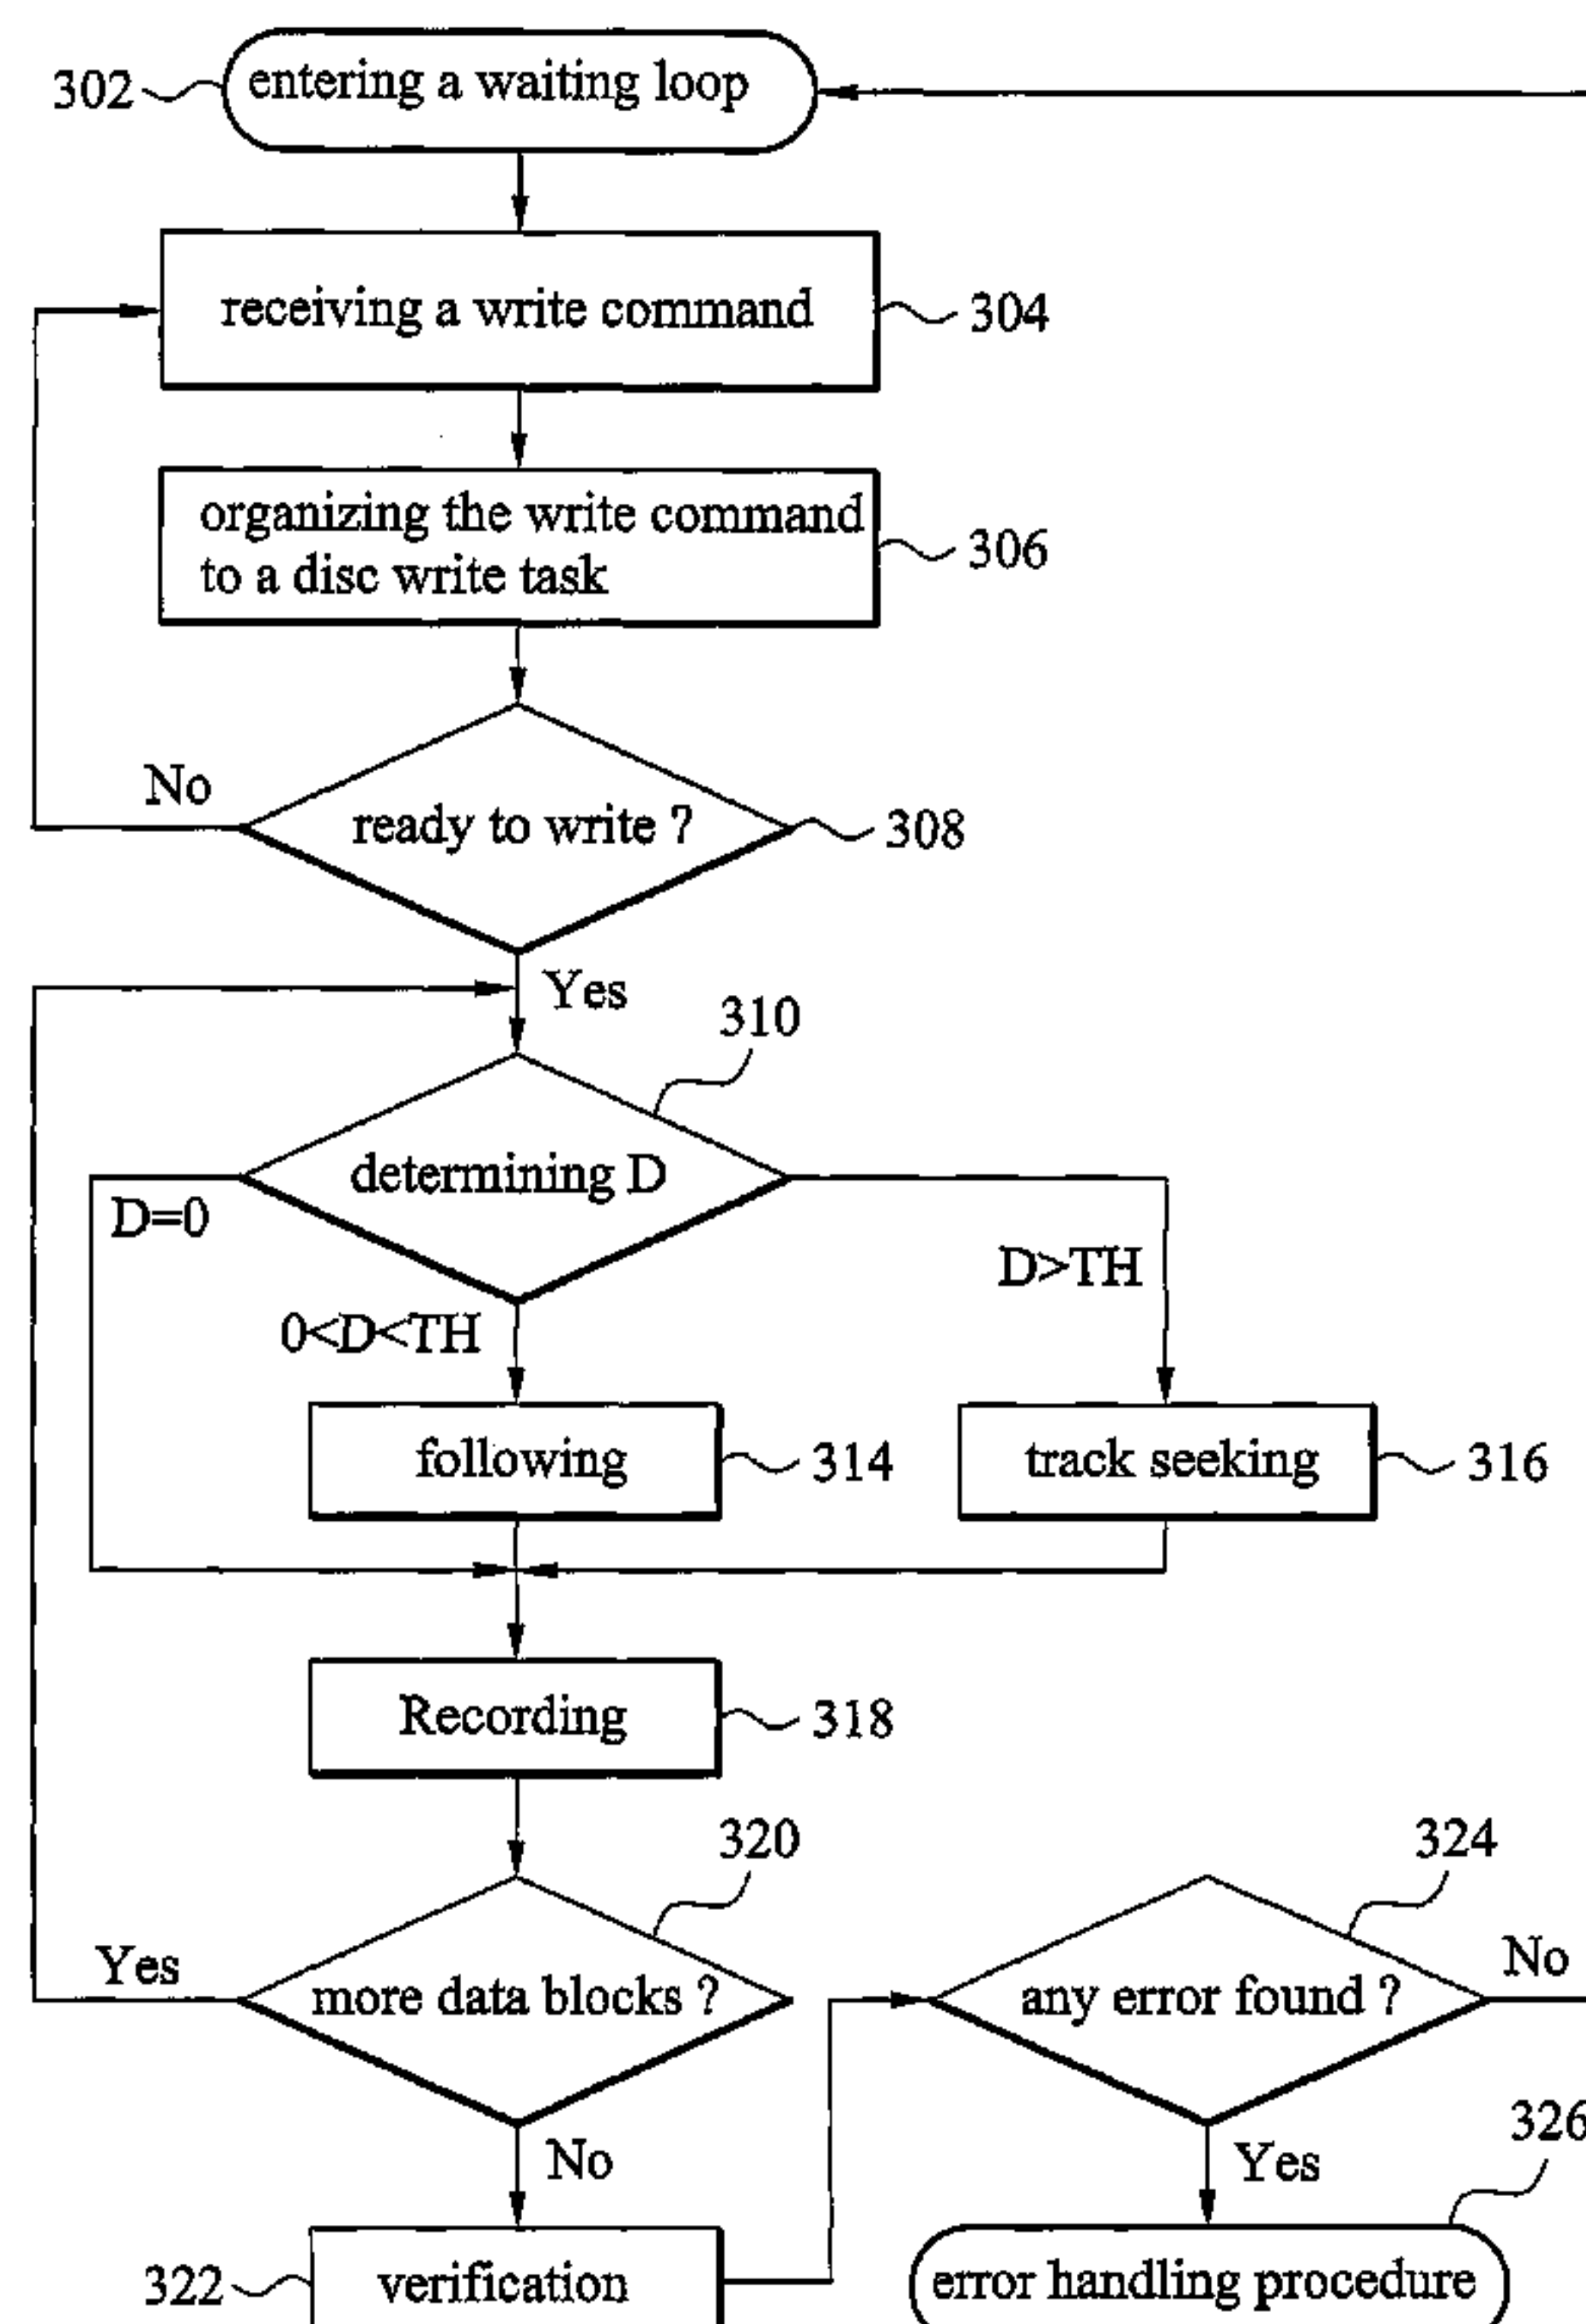 302
entering a waiting loop
receiving a write command
304
organizing the write command
to a disc write task
306
No
ready to write ?
308
Yes
310
determining D
D=0
D>TH
0<D<TH
following
314
track seeking
316
Recording
318
320
324
Yes
more data blocks ?
any error found ?
No
No
Yes
326
322
verification
error handling procedure